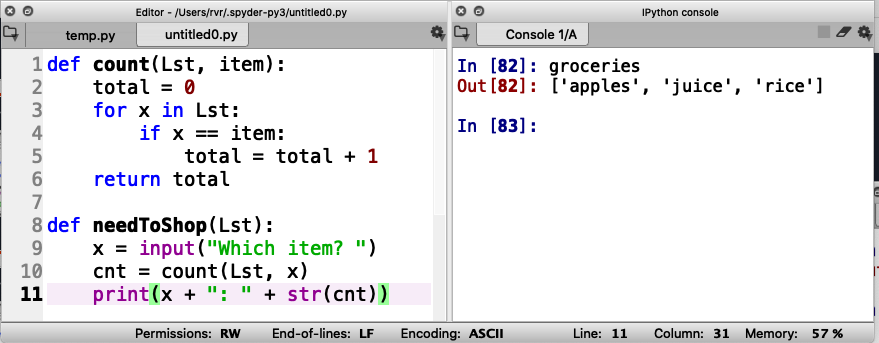 Editor - /Users/rvr/.spyder-py3/untitled0.py
temp.py untitled0.py
1 def count(Lst, item):
2     total = 0
3     for x in Lst:
4         if x == item:
5             total = total + 1
6     return total
7
8 def needToShop(Lst):
9     x = input("Which item? ")
10     cnt = count(Lst, x)
11     print(x + ": " + str(cnt))
IPython console
Console 1/A
In [82]: groceries
Out[82]: ['apples', 'juice', 'rice']
In [83]:
Permissions: RW End-of-lines: LF Encoding: ASCII Line: 11 Column: 31 Memory: 57 %